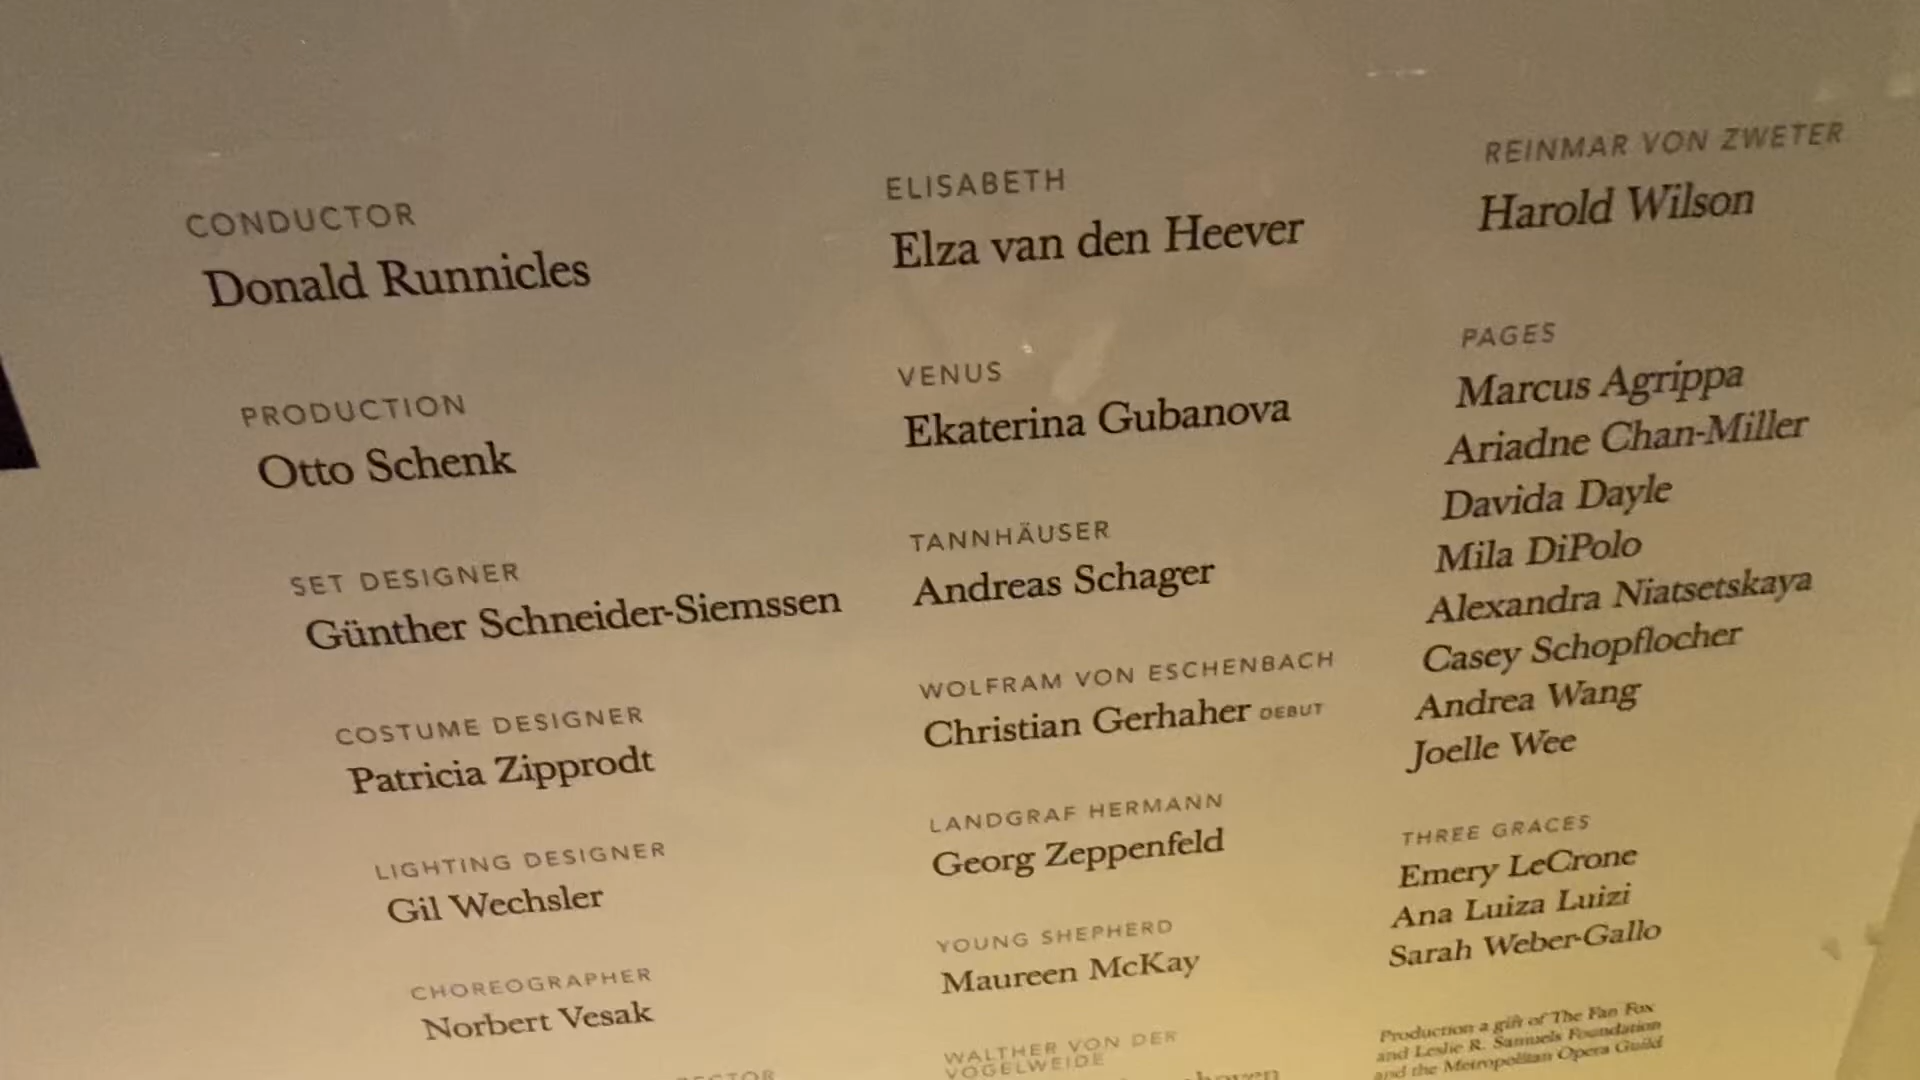 CONDUCTOR
Donald Runnicles
PRODUCTION
Otto Schenk
SET DESIGNER
Günther Schneider-Siemssen
COSTUME DESIGNER
Patricia Zipprodt
LIGHTING DESIGNER
Gil Wechsler
CHOREOGRAPHER
Norbert Vesak
ELISABETH
Elza van den Heever
VENUS
Ekaterina Gubanova
TANNHÄUSER
Andreas Schager
WOLFRAM VON ESCHENBACH
Christian Gerhaher DEBUT
LANDGRAF HERMANN
Georg Zeppenfeld
YOUNG SHEPHERD
Maureen McKay
WALTHER VON DER
VOGELWEIDE
REINMAR VON ZWETER
Harold Wilson
PAGES
Marcus Agrippa
Ariadne Chan-Miller
Davida Dayle
Mila DiPolo
Alexandra Niatsetskaya
Casey Schopflocher
Andrea Wang
Joelle Wee
THREE GRACES
Emery LeCrone
Ana Luiza Luizi
Sarah Weber-Gallo
Production a gift of The Fan Fox
and Leslie R. Samuels Foundation
and the Metropolitan Opera Guild